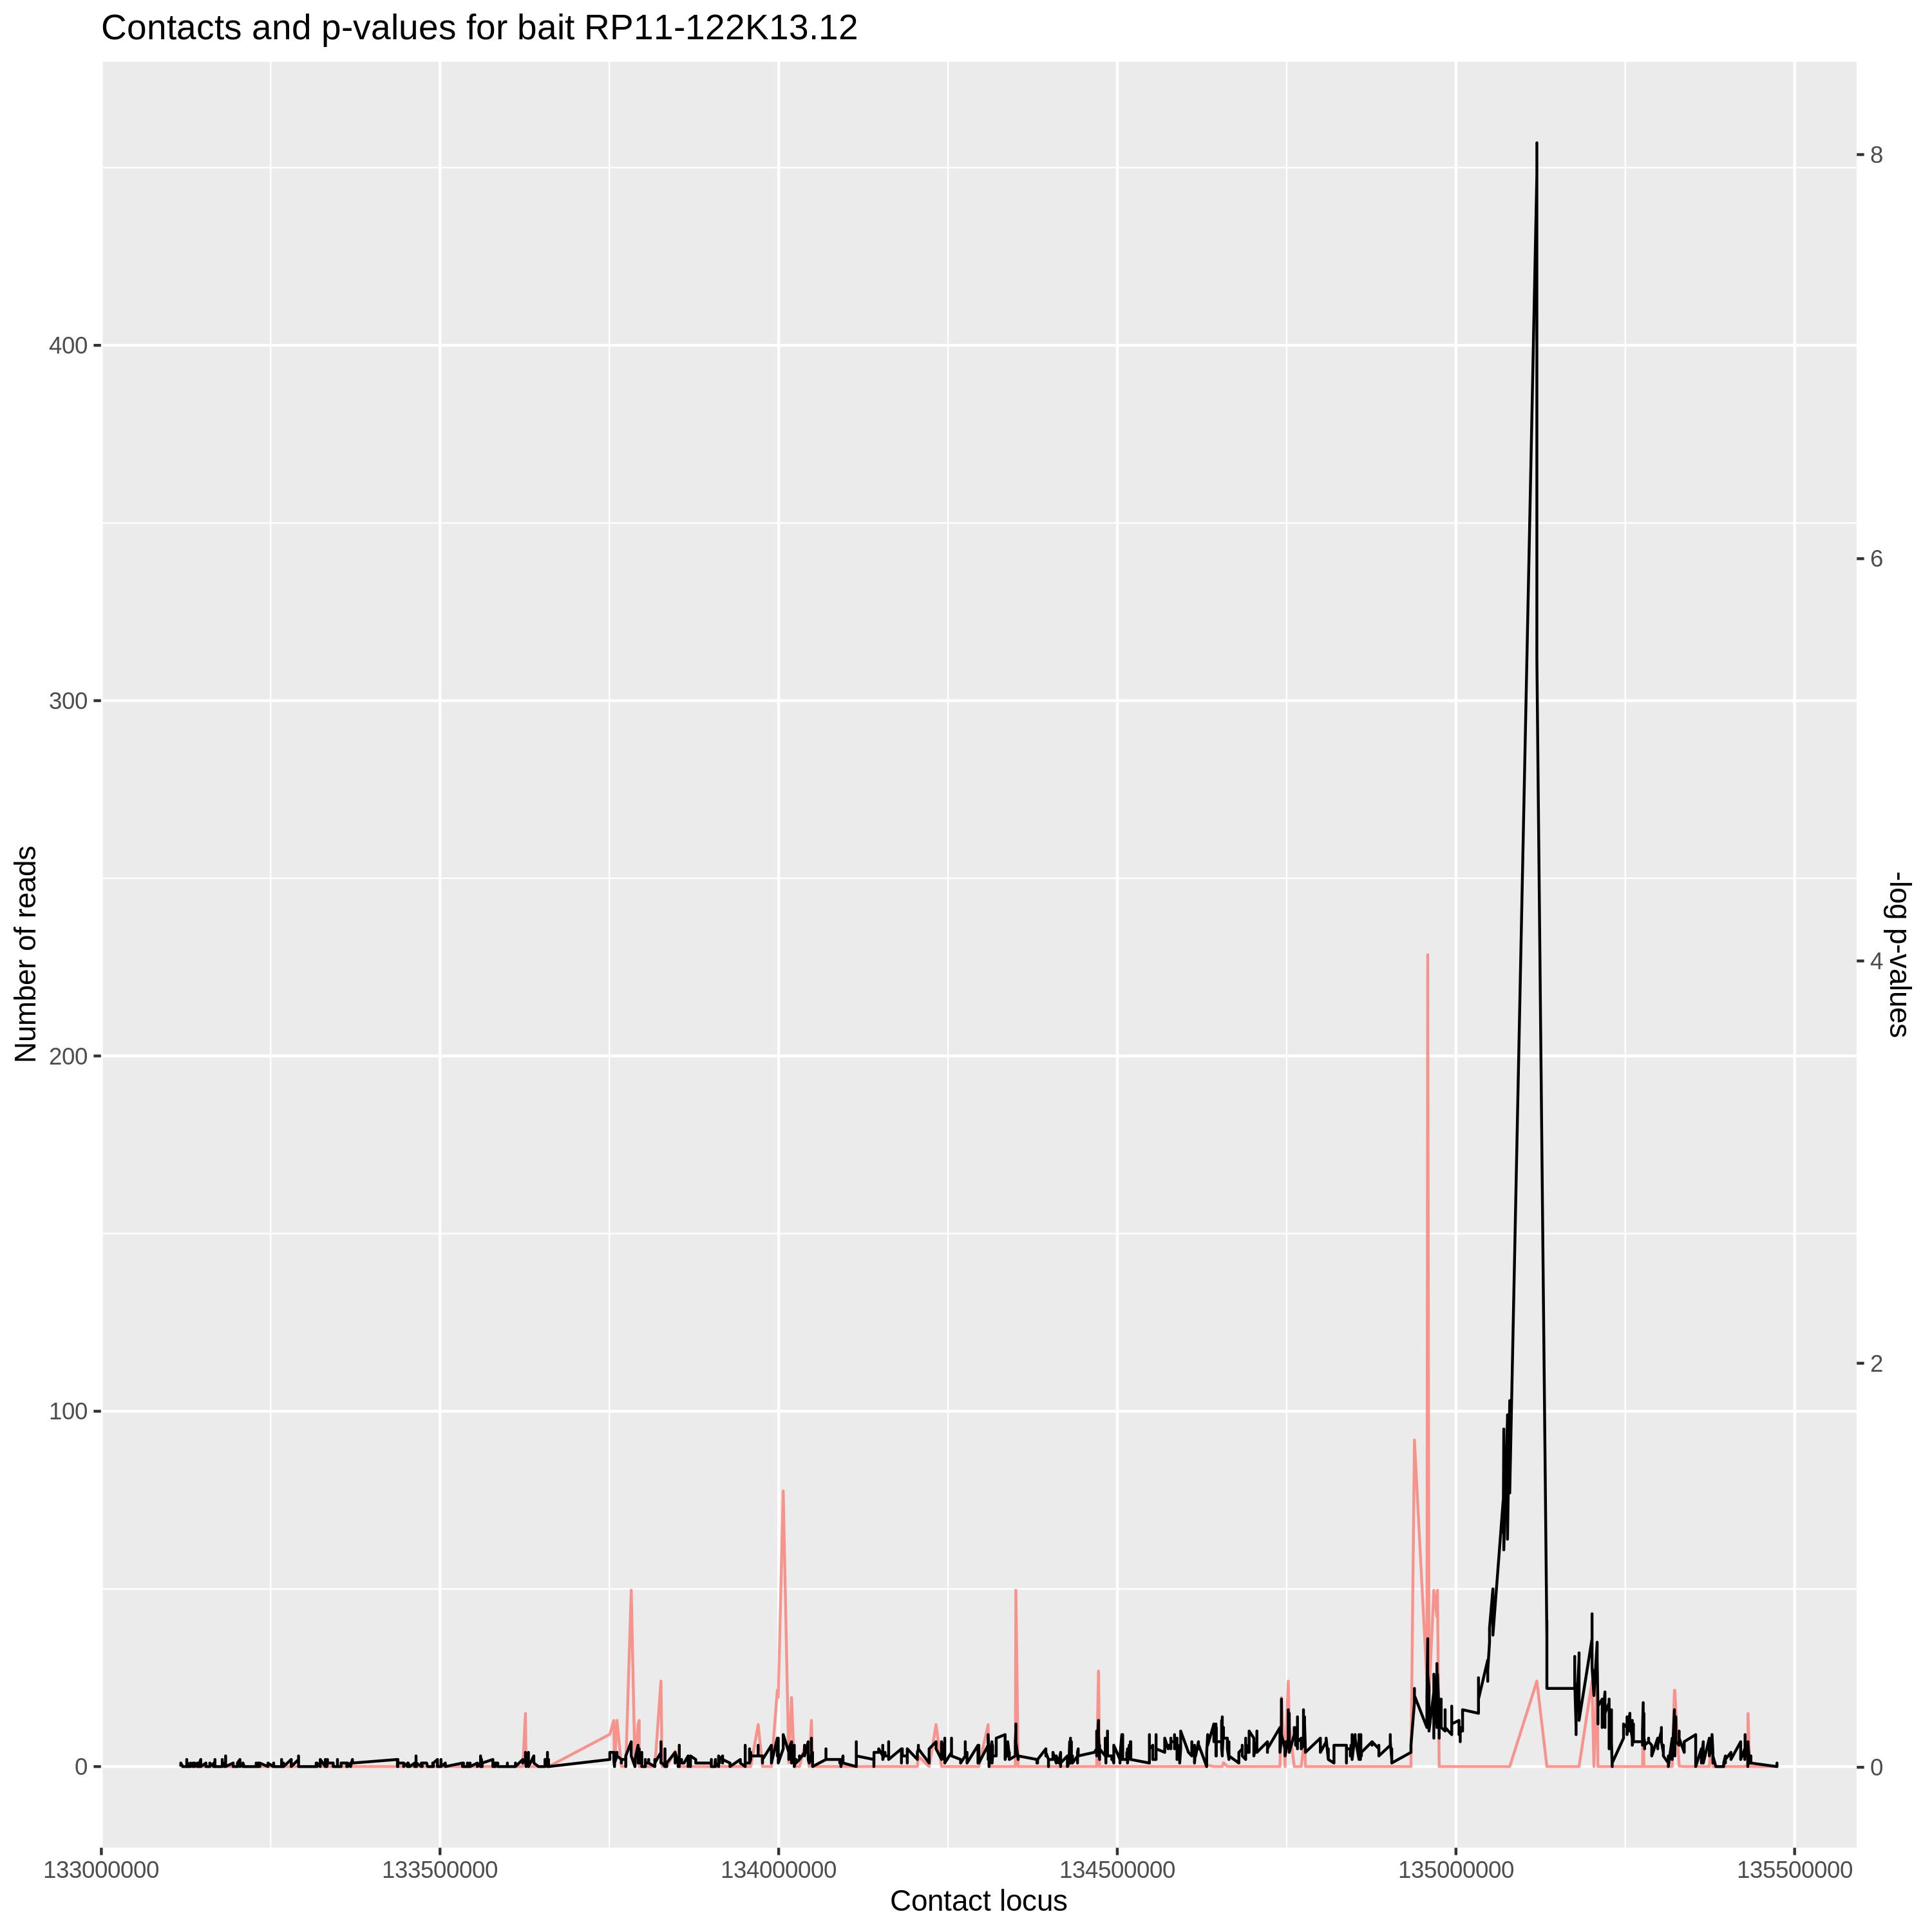 Contacts and p-values for bait RP11-122K13.12
Number of reads
400
300
200
100
0
8
6
4
2
0
-log p-values
133000000 133500000 134000000 134500000 135000000 135500000
Contact locus